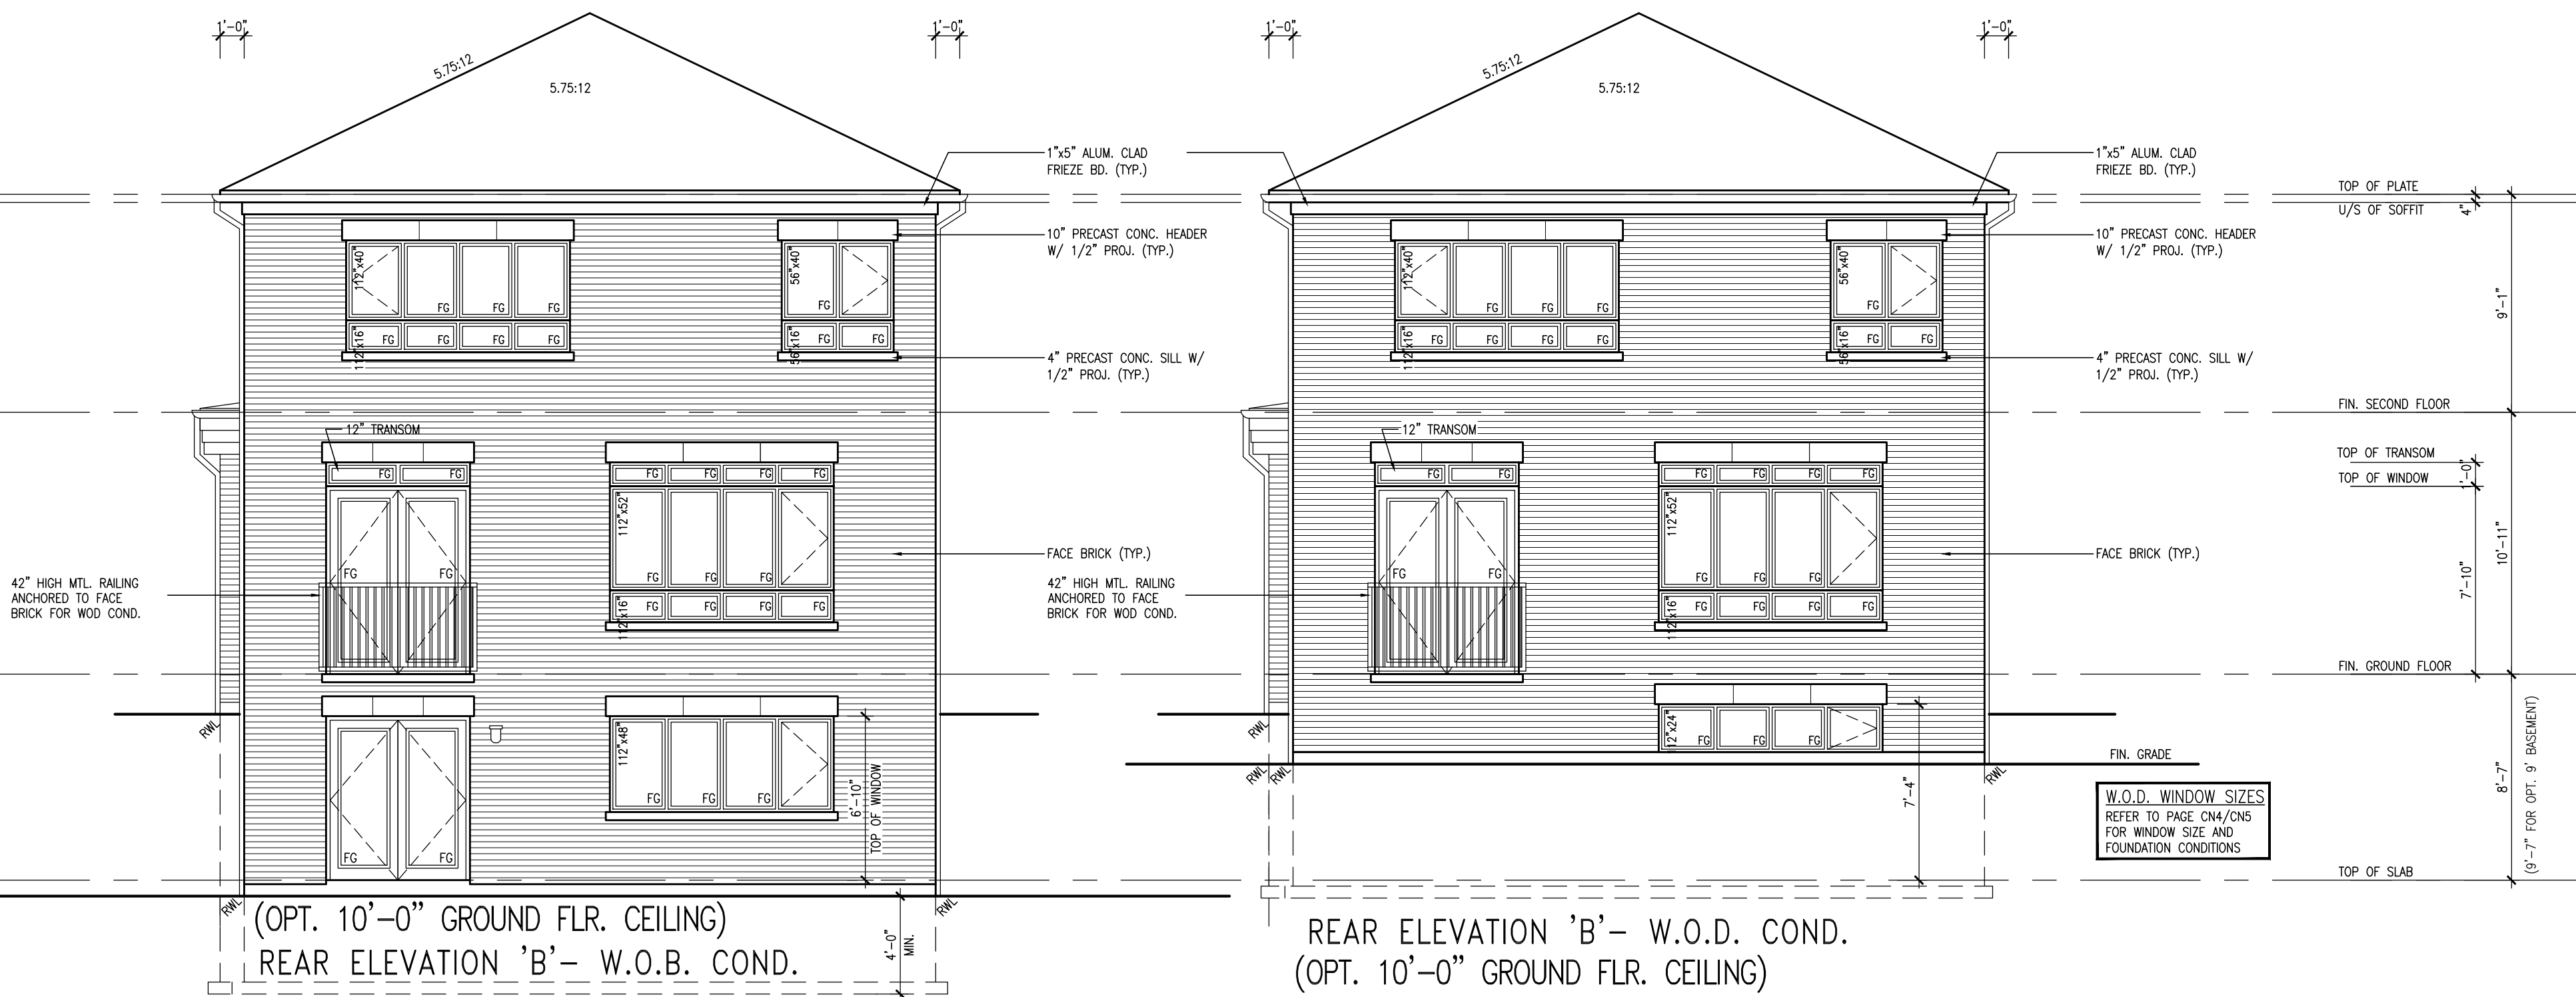 1'-0"
1'-0"
5.75:12
5.75:12
1"x5" ALUM. CLAD
FRIEZE BD. (TYP.)
10" PRECAST CONC. HEADER
W/ 1/2" PROJ. (TYP.)
112"x40"
FG FG FG
112"x16"
FG FG FG FG
56"x40"
FG
56"x16"
FG FG
4" PRECAST CONC. SILL W/
1/2" PROJ. (TYP.)
12" TRANSOM
FG FG
FG FG FG FG
112"x52"
FG FG
FG FG FG
112"x16"
FG FG FG FG
FACE BRICK (TYP.)
42" HIGH MTL. RAILING
ANCHORED TO FACE
BRICK FOR WOD COND.
RWL
112"x48"
FG FG FG
FG FG
6'-10"
TOP OF WINDOW
RWL
RWL
4'-0"
MIN.
(OPT. 10'-0" GROUND FLR. CEILING)
REAR ELEVATION 'B'- W.O.B. COND.
1'-0"
1'-0"
5.75:12
5.75:12
1"x5" ALUM. CLAD
FRIEZE BD. (TYP.)
10" PRECAST CONC. HEADER
W/ 1/2" PROJ. (TYP.)
112"x40"
FG FG FG
112"x16"
FG FG FG FG
56"x40"
FG
56"x16"
FG FG
4" PRECAST CONC. SILL W/
1/2" PROJ. (TYP.)
12" TRANSOM
FG FG
FG FG FG FG
112"x52"
FG FG
FG FG FG
112"x16"
FG FG FG FG
FACE BRICK (TYP.)
42" HIGH MTL. RAILING
ANCHORED TO FACE
BRICK FOR WOD COND.
RWL
112"x24"
FG FG FG
FIN. GRADE
RWL
RWL
RWL
7'-4"
W.O.D. WINDOW SIZES
REFER TO PAGE CN4/CN5
FOR WINDOW SIZE AND
FOUNDATION CONDITIONS
REAR ELEVATION 'B'- W.O.D. COND.
(OPT. 10'-0" GROUND FLR. CEILING)
TOP OF PLATE
U/S OF SOFFIT
4"
9'-1"
FIN. SECOND FLOOR
TOP OF TRANSOM
1'-0"
TOP OF WINDOW
10'-11"
7'-10"
FIN. GROUND FLOOR
8'-7"
(9'-7" FOR OPT. 9' BASEMENT)
TOP OF SLAB